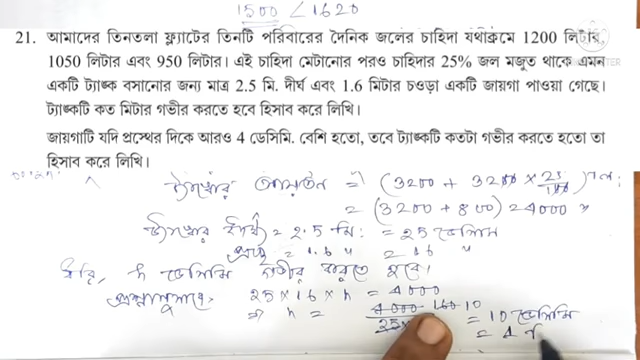 1500 < 1620
21. আমাদের তিনতলা ফ্ল্যাটের তিনটি পরিবারের দৈনিক জলের চাহিদা যথাক্রমে 1200 লিটার,
1050 লিটার এবং 950 লিটার। এই চাহিদা মেটানোর পরও চাহিদার 25% জল মজুত থাকে এমন
একটি ট্যাঙ্ক বসানোর জন্য মাত্র 2.5 মি. দীর্ঘ এবং 1.6 মিটার চওড়া একটি জায়গা পাওয়া গেছে।
ট্যাঙ্কটি কত মিটার গভীর করতে হবে হিসাব করে লিখি।
জায়গাটি যদি প্রস্থের দিকে আরও 4 ডেসিমি. বেশি হতো, তবে ট্যাঙ্কটি কতটা গভীর করতে হতো তা
হিসাব করে লিখি।
ট্যাঙ্কের আয়তন = (3200 + 3200 × 25/100)
= (3200 + 800) = 4000 "
ট্যাঙ্কের দৈর্ঘ্য = 2.5 মি: = 25 ডেসিমি
প্রস্থ = 1.6 " = 16 "
ধরি, h ডেসিমি গভীর করতে হবে।
প্রশ্নানুসারে, 25 × 16 × h = 4000
⇒ h = 4000 160 10 / 25 × = 10 ডেসিমি